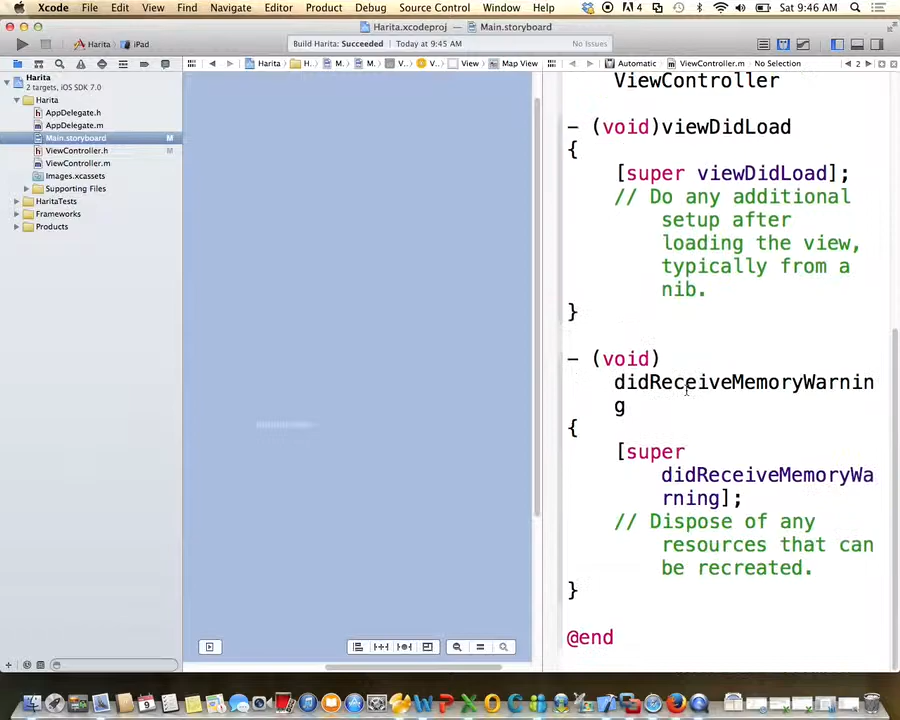 Xcode File Edit View Find Navigate Editor Product Debug Source Control Window Help 4 Sat 9:46 AM
Harita.xcodeproj — Main.storyboard
Harita iPad Build Harita: Succeeded Today at 9:45 AM No Issues
Harita H... M... M... V... V... View Map View Automatic ViewController.m No Selection 2
Harita
2 targets, iOS SDK 7.0
Harita
AppDelegate.h
AppDelegate.m
Main.storyboard M
ViewController.h M
ViewController.m
Images.xcassets
Supporting Files
HaritaTests
Frameworks
Products
ViewController
- (void)viewDidLoad
{
[super viewDidLoad];
// Do any additional
setup after
loading the view,
typically from a
nib.
}
- (void)
didReceiveMemoryWarnin
g
{
[super
didReceiveMemoryWa
rning];
// Dispose of any
resources that can
be recreated.
}
@end